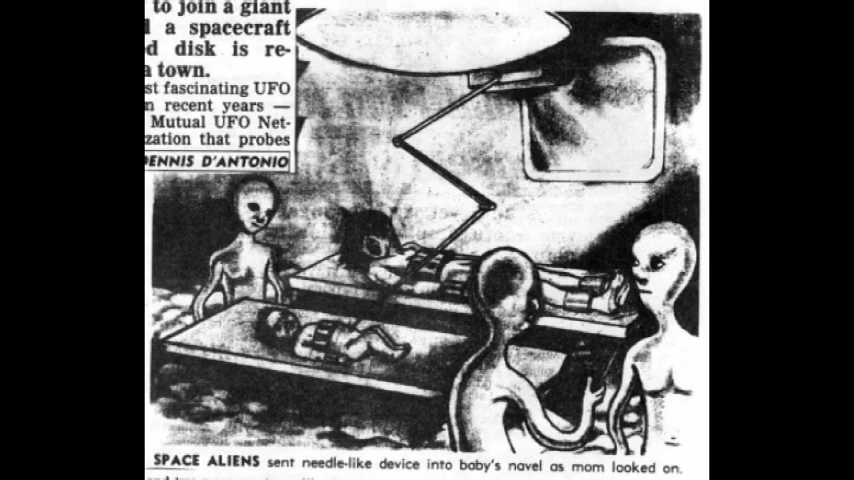 to join a giant
a spacecraft
disk is re-
a town.
st fascinating UFO
n recent years —
Mutual UFO Net-
zation that probes
DENNIS D'ANTONIO
SPACE ALIENS sent needle-like device into baby's navel as mom looked on.